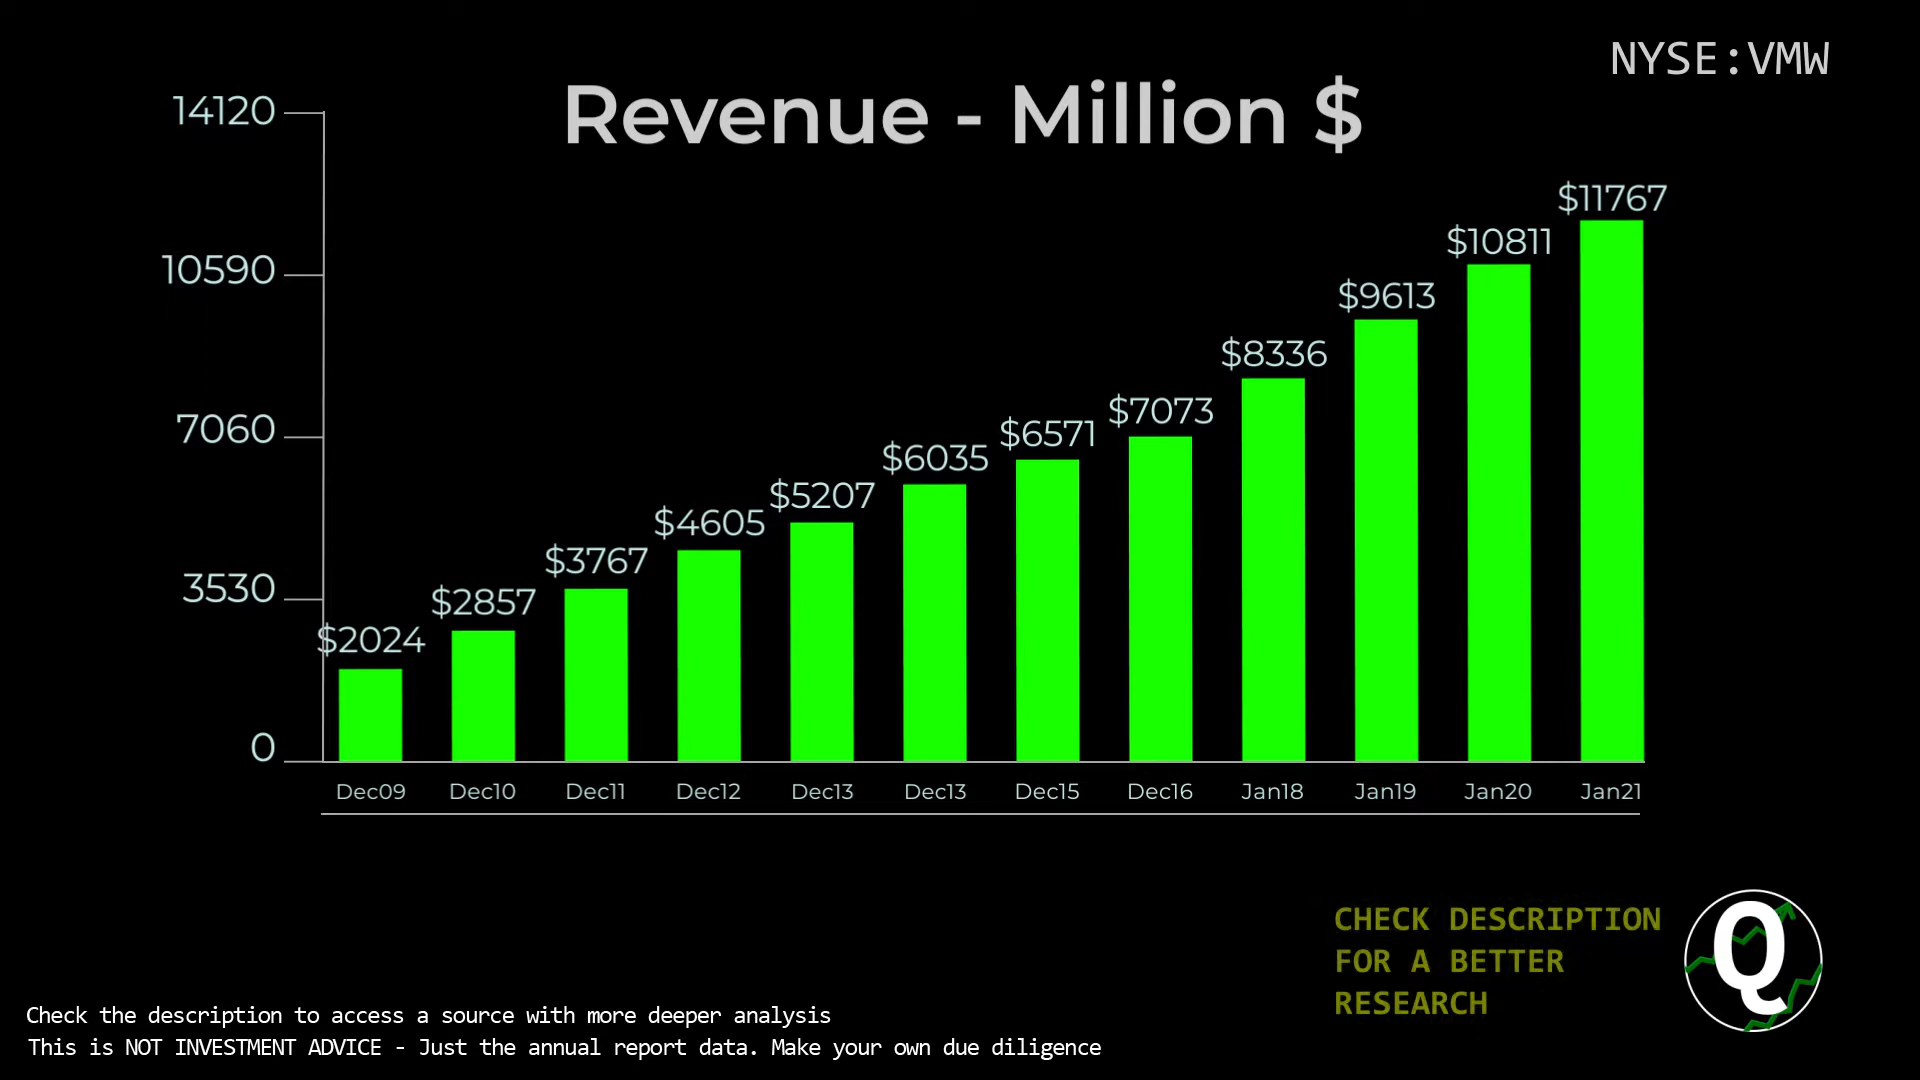 NYSE:VMW
Revenue - Million $
14120
10590
7060
3530
0
$2024
$2857
$3767
$4605
$5207
$6035
$6571
$7073
$8336
$9613
$10811
$11767
Dec09 Dec10 Dec11 Dec12 Dec13 Dec13 Dec15 Dec16 Jan18 Jan19 Jan20 Jan21
CHECK DESCRIPTION
FOR A BETTER
RESEARCH
Q
Check the description to access a source with more deeper analysis
This is NOT INVESTMENT ADVICE - Just the annual report data. Make your own due diligence